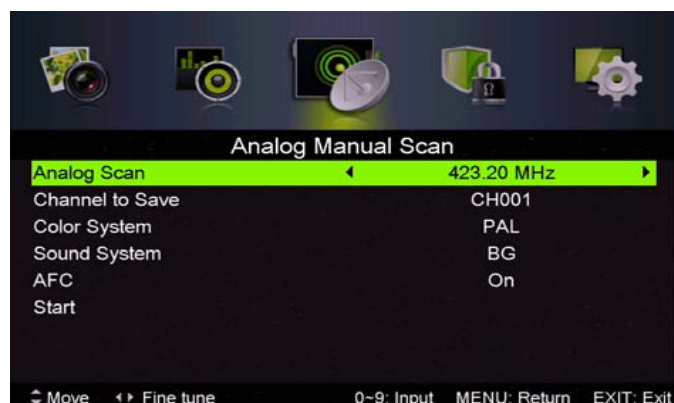 Analog Manual Scan
Analog Scan 423.20 MHz
Channel to Save CH001
Color System PAL
Sound System BG
AFC On
Start
Move Fine tune 0~9: Input MENU: Return EXIT: Exit